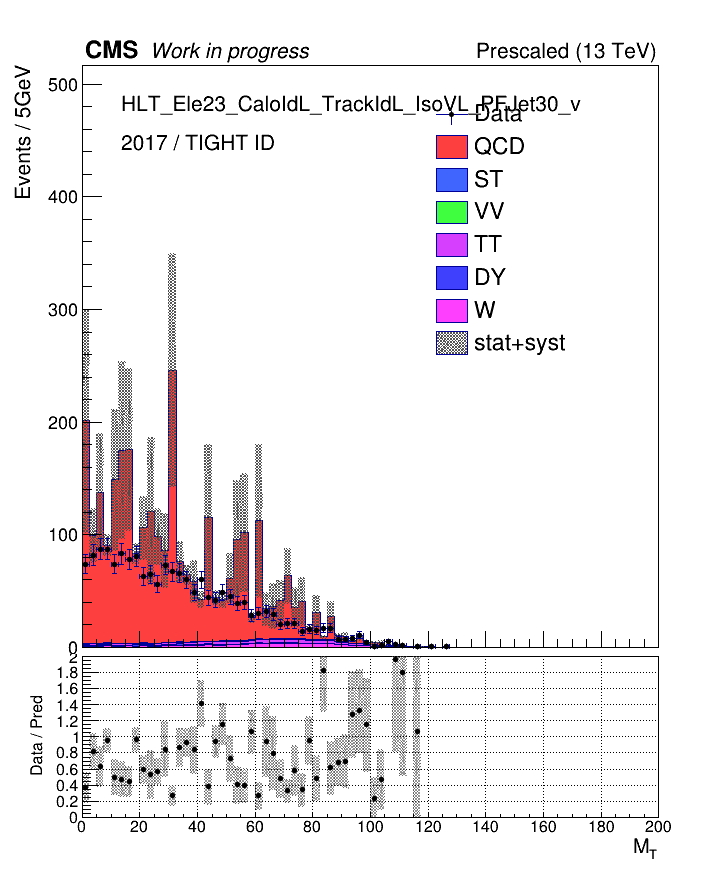 CMS Work in progress Prescaled (13 TeV)
Events / 5GeV
500
400
300
200
100
0
HLT_Ele23_CaloIdL_TrackIdL_IsoVL_PFJet30_v
2017 / TIGHT ID
Data
QCD
ST
VV
TT
DY
W
stat+syst
Data / Pred
2
1.8
1.6
1.4
1.2
1
0.8
0.6
0.4
0.2
0
0 20 40 60 80 100 120 140 160 180 200
M_T